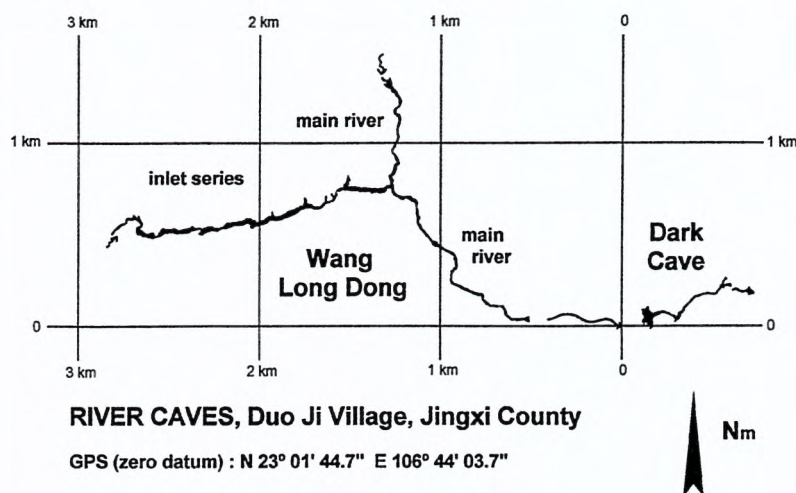 3 km 2 km 1 km 0
main river
1 km 1 km
inlet series
Wang
Long Dong
main
river
Dark
Cave
0 0
3 km 2 km 1 km 0
RIVER CAVES, Duo Ji Village, Jingxi County
Nm
GPS (zero datum) : N 23º 01' 44.7" E 106º 44' 03.7"